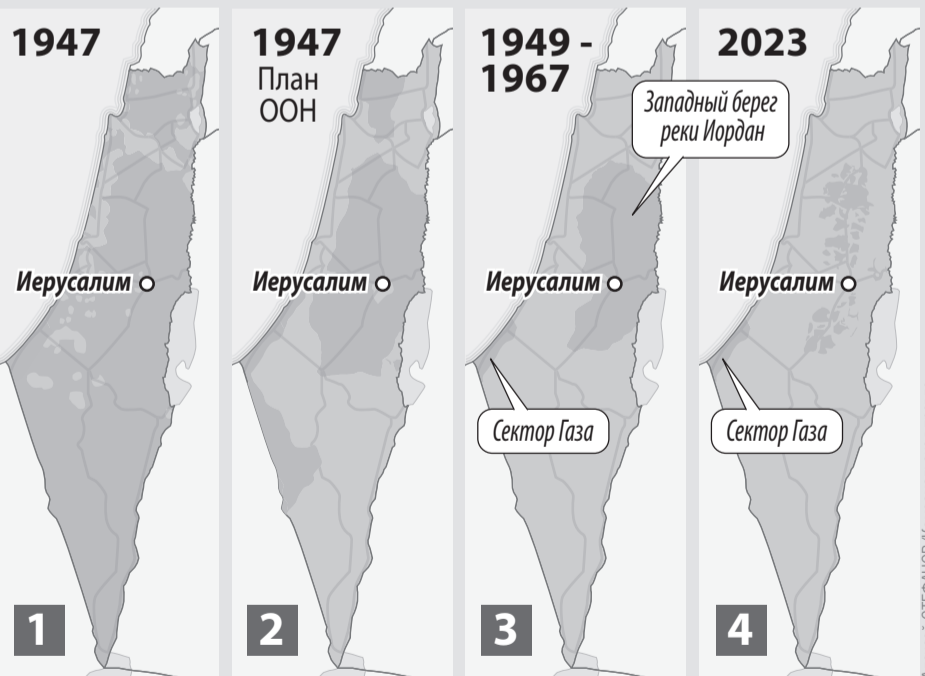 1947
1947
План
ООН
1949 -
1967
2023
Западный берег
реки Иордан
Иерусалим
Иерусалим
Иерусалим
Иерусалим
Сектор Газа
Сектор Газа
1
2
3
4